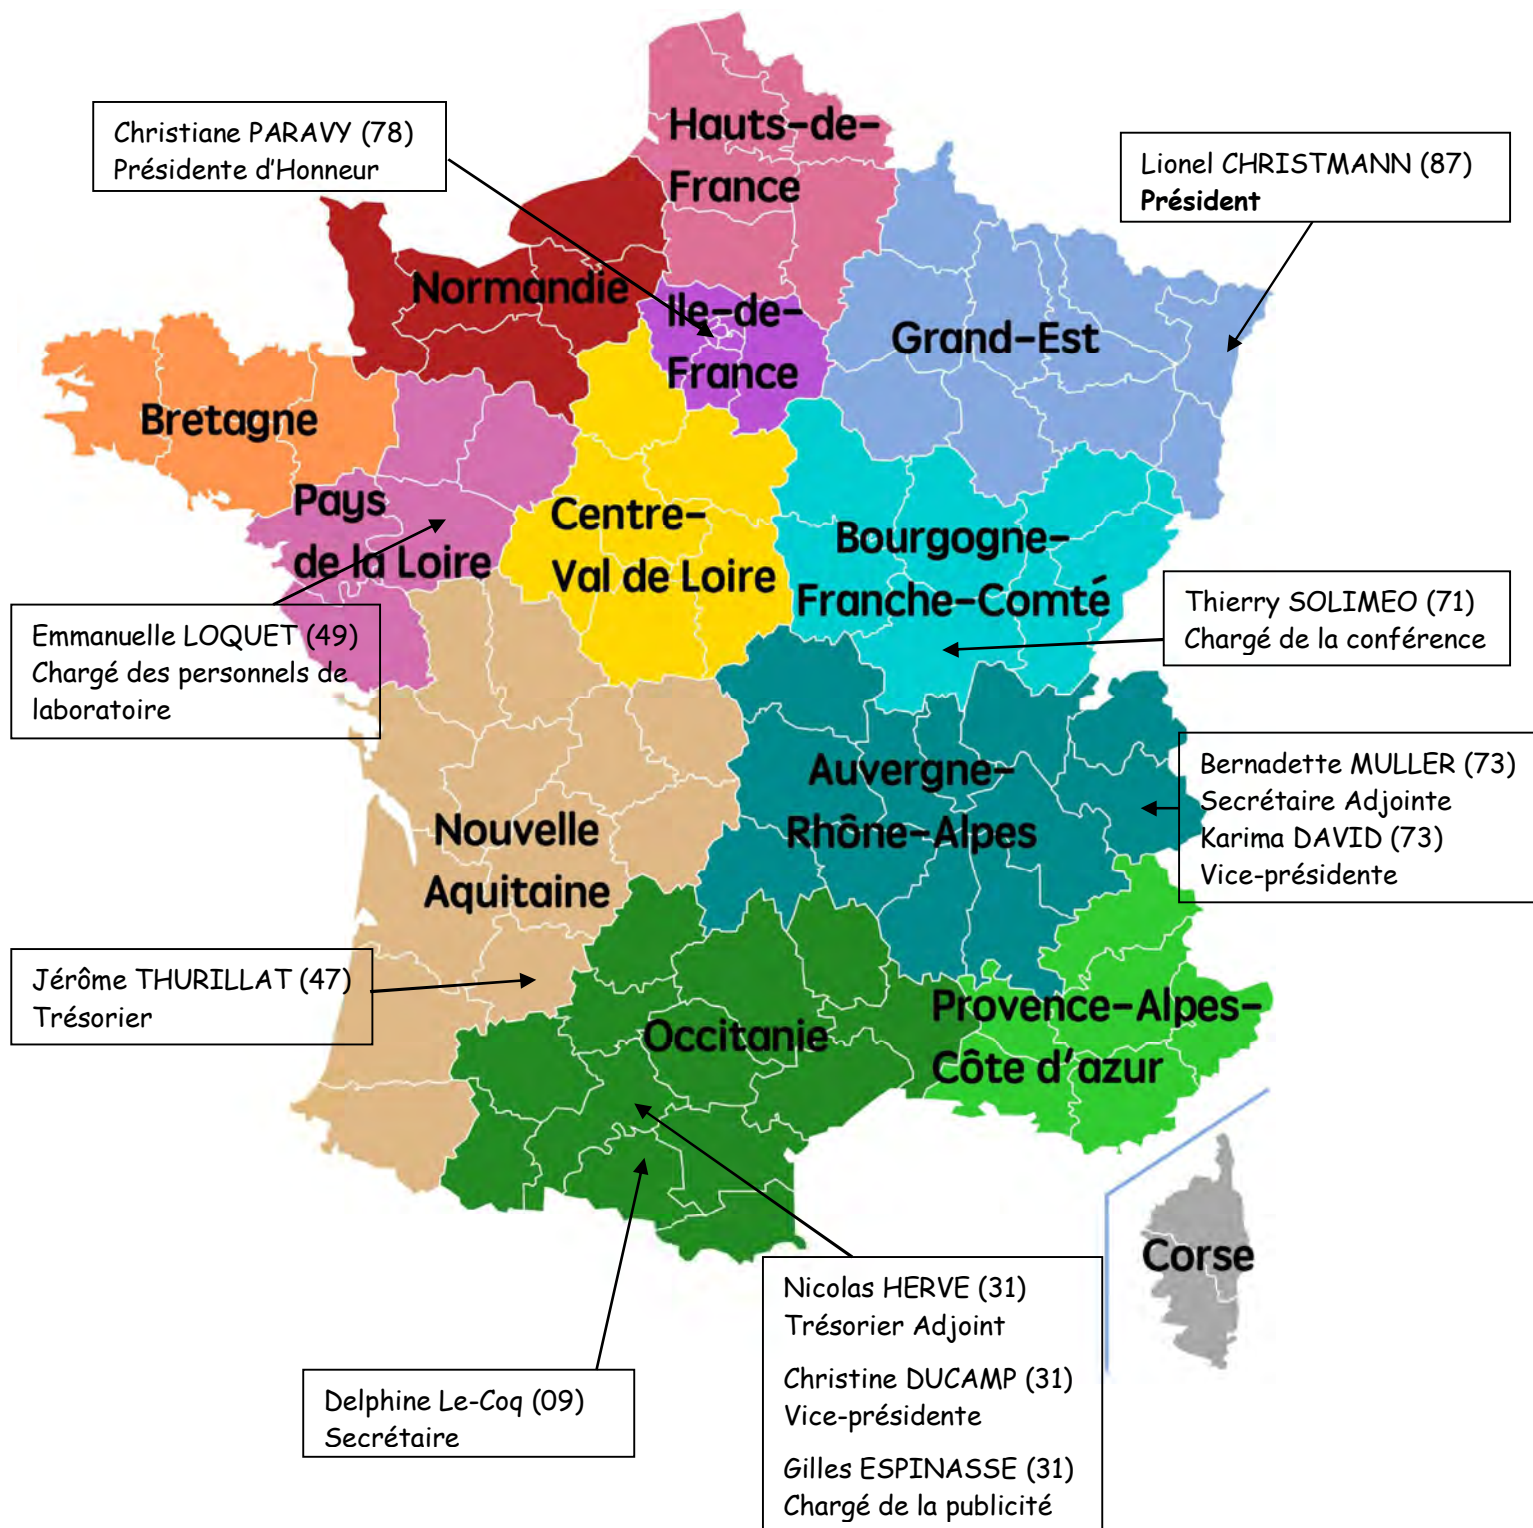 Hauts-de-
France
Christiane PARAVY (78)
Présidente d'Honneur
Lionel CHRISTMANN (87)
Président
Normandie
Ile-de-
France
Grand-Est
Bretagne
Pays
de la Loire
Centre-
Val de Loire
Bourgogne-
Franche-Comté
Emmanuelle LOQUET (49)
Chargé des personnels de
laboratoire
Thierry SOLIMEO (71)
Chargé de la conférence
Bernadette MULLER (73)
Secrétaire Adjointe
Karima DAVID (73)
Vice-présidente
Auvergne-
Rhône-Alpes
Nouvelle
Aquitaine
Jérôme THURILLAT (47)
Trésorier
Occitanie
Provence-Alpes-
Côte d'azur
Corse
Nicolas HERVE (31)
Trésorier Adjoint
Christine DUCAMP (31)
Vice-présidente
Gilles ESPINASSE (31)
Chargé de la publicité
Delphine Le-Coq (09)
Secrétaire